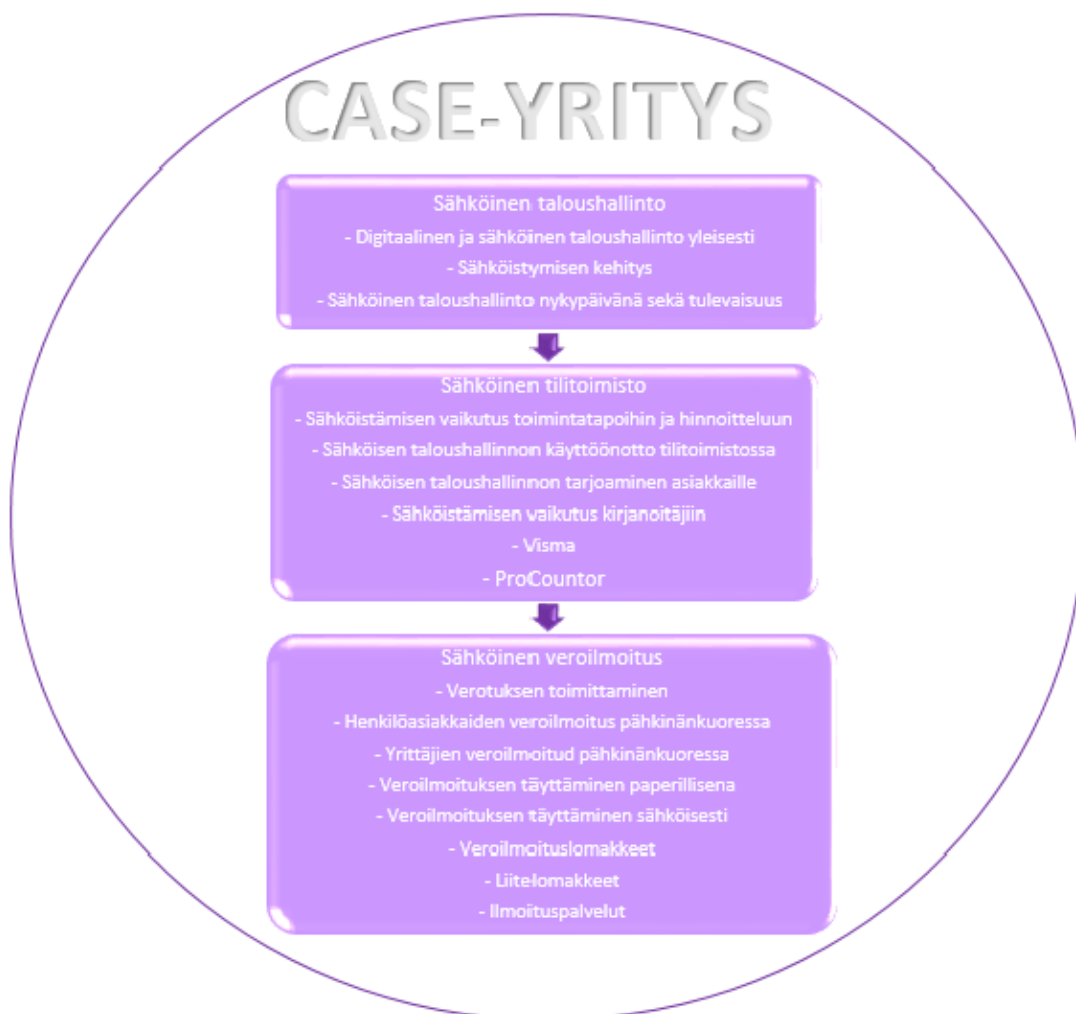 CASE-YRITYS
Sähköinen taloushallinto
- Digitaalinen ja sähköinen taloushallinto yleisesti
- Sähköistymisen kehitys
- Sähköinen taloushallinto nykypäivänä sekä tulevaisuus
Sähköinen tilitoimisto
- Sähköistämisen vaikutus toimintatapoihin ja hinnoitteluun
- Sähköisen taloushallinnon käyttöönotto tilitoimistossa
- Sähköisen taloushallinnon tarjoaminen asiakkaille
- Sähköistämisen vaikutus kirjanoitäjiin
- Visma
- ProCountor
Sähköinen veroilmoitus
- Verotuksen toimittaminen
- Henkilöasiakkaiden veroilmoitus pähkinänkuoressa
- Yrittäjien veroilmoitud pähkinänkuoressa
- Veroilmoituksen täyttäminen paperillisena
- Veroilmoituksen täyttäminen sähköisesti
- Veroilmoituslomakkeet
- Liitelomakkeet
- Ilmoituspalvelut